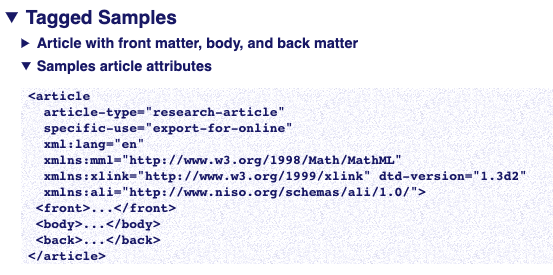 ▼ Tagged Samples
▶ Article with front matter, body, and back matter
▼ Samples article attributes
<article
  article-type="research-article"
  specific-use="export-for-online"
  xml:lang="en"
  xmlns:mml="http://www.w3.org/1998/Math/MathML"
  xmlns:xlink="http://www.w3.org/1999/xlink" dtd-version="1.3d2"
  xmlns:ali="http://www.niso.org/schemas/ali/1.0/">
 <front>...</front>
 <body>...</body>
 <back>...</back>
</article>